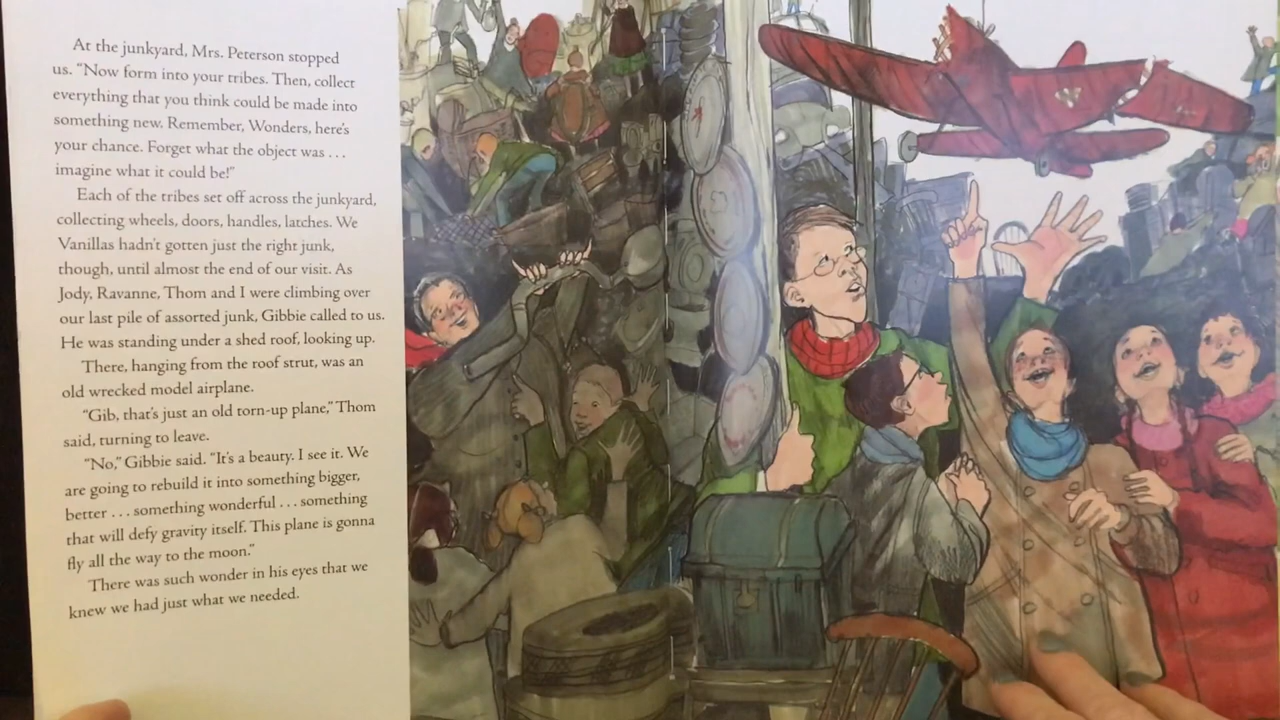 At the junkyard, Mrs. Peterson stopped
us. “Now form into your tribes. Then, collect
everything that you think could be made into
something new. Remember, Wonders, here’s
your chance. Forget what the object was . . .
imagine what it could be!”
Each of the tribes set off across the junkyard,
collecting wheels, doors, handles, latches. We
Vanillas hadn’t gotten just the right junk,
though, until almost the end of our visit. As
Jody, Ravanne, Thom and I were climbing over
our last pile of assorted junk, Gibbie called to us.
He was standing under a shed roof, looking up.
There, hanging from the roof strut, was an
old wrecked model airplane.
“Gib, that’s just an old torn-up plane,” Thom
said, turning to leave.
“No,” Gibbie said. “It’s a beauty. I see it. We
are going to rebuild it into something bigger,
better . . . something wonderful . . . something
that will defy gravity itself. This plane is gonna
fly all the way to the moon.”
There was such wonder in his eyes that we
knew we had just what we needed.